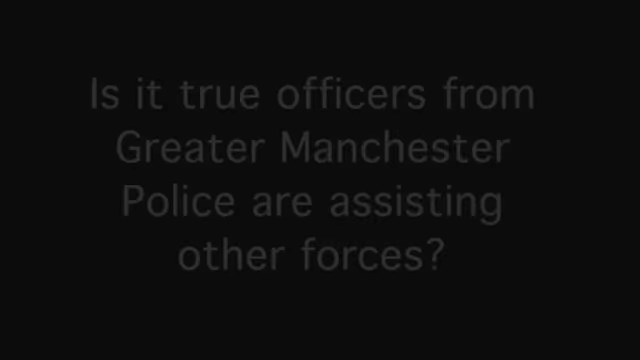 Is it true officers from
Greater Manchester
Police are assisting
other forces?